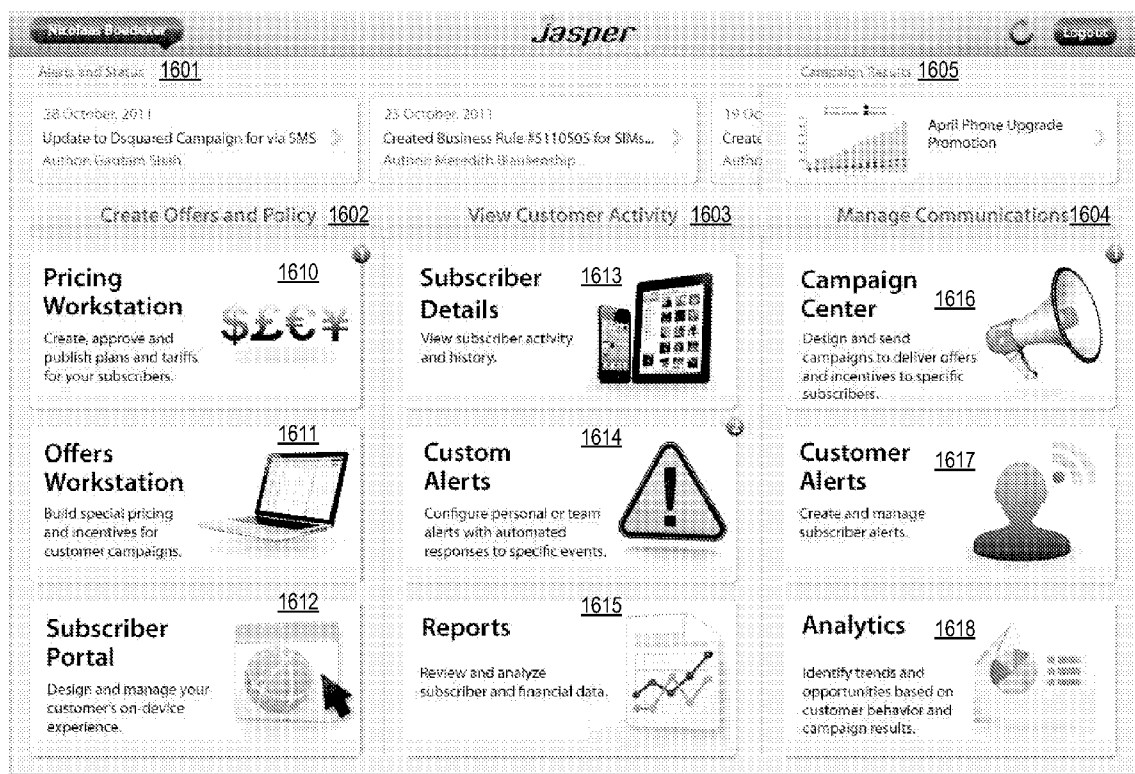 Nikolaus
jasper
Logout
Alerts and Status 1601
Campaign Results 1605
28 October, 2011
Update to Dsquared Campaign for via SMS
Author: Gautam Shah
25 October, 2011
Created Business Rule #5110505 for SIMs...
Author: Meredith Blankenship
19 Oc
Create
Autho
April Phone Upgrade
Promotion
Create Offers and Policy 1602
View Customer Activity 1603
Manage Communications 1604
Pricing
Workstation
1610
$£€¥
Create, approve and
publish plans and tariffs
for your subscribers.
Subscriber
Details
1613
View subscriber activity
and history.
Campaign
Center
1616
Design and send
campaigns to deliver offers
and incentives to specific
subscribers.
Offers
Workstation
1611
Build special pricing
and incentives for
customer campaigns.
Custom
Alerts
1614
Configure personal or team
alerts with automated
responses to specific events.
Customer
Alerts
1617
Create and manage
subscriber alerts.
Subscriber
Portal
1612
Design and manage your
customer's on-device
experience.
Reports
1615
Review and analyze
subscriber and financial data.
Analytics
1618
Identify trends and
opportunities based on
customer behavior and
campaign results.